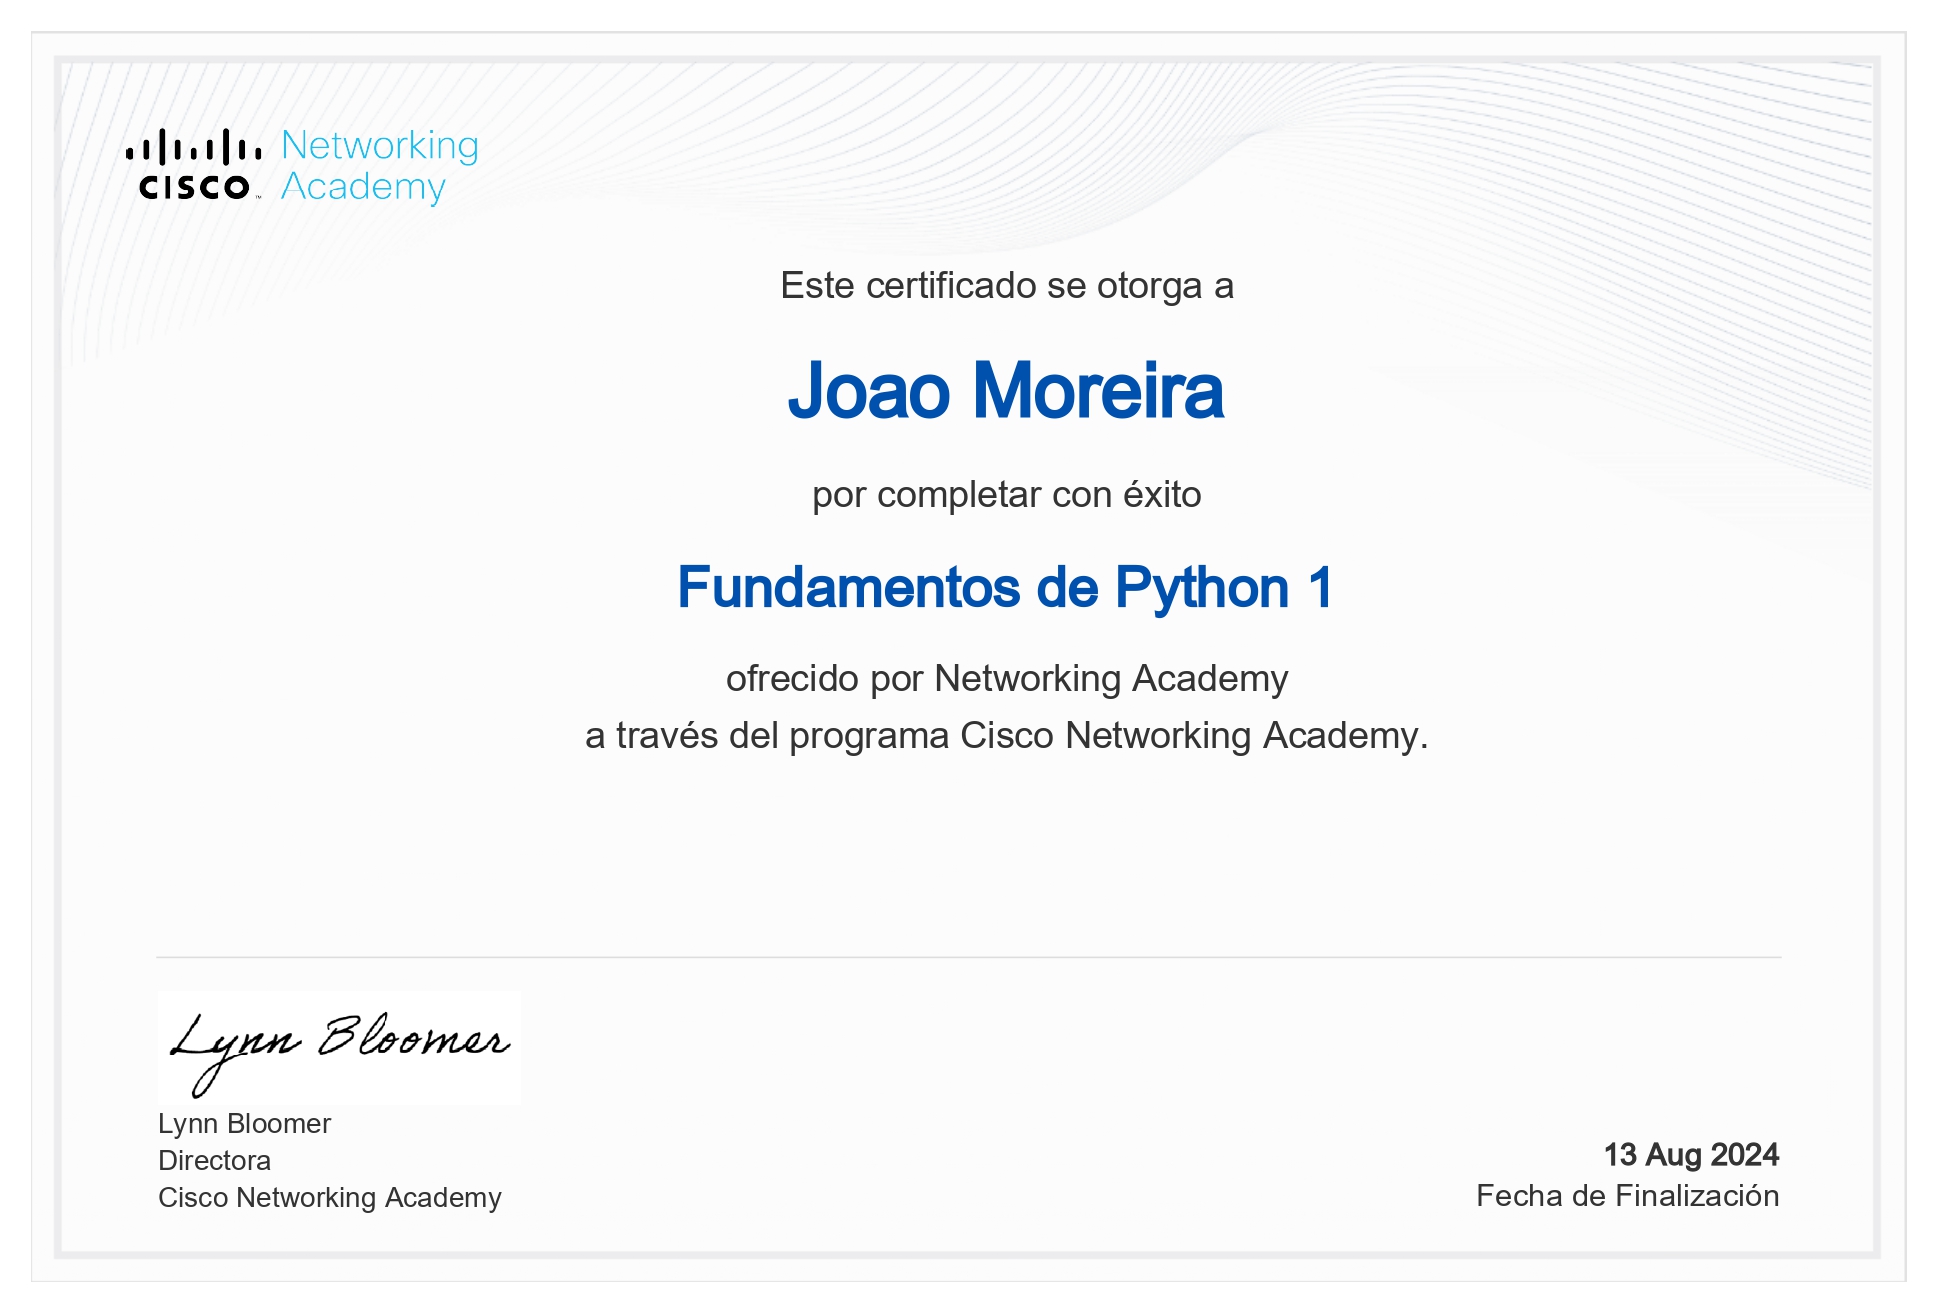 cisco™ Networking
Academy
Este certificado se otorga a
Joao Moreira
por completar con éxito
Fundamentos de Python 1
ofrecido por Networking Academy
a través del programa Cisco Networking Academy.
Lynn Bloomer
Lynn Bloomer
Directora
Cisco Networking Academy
13 Aug 2024
Fecha de Finalización